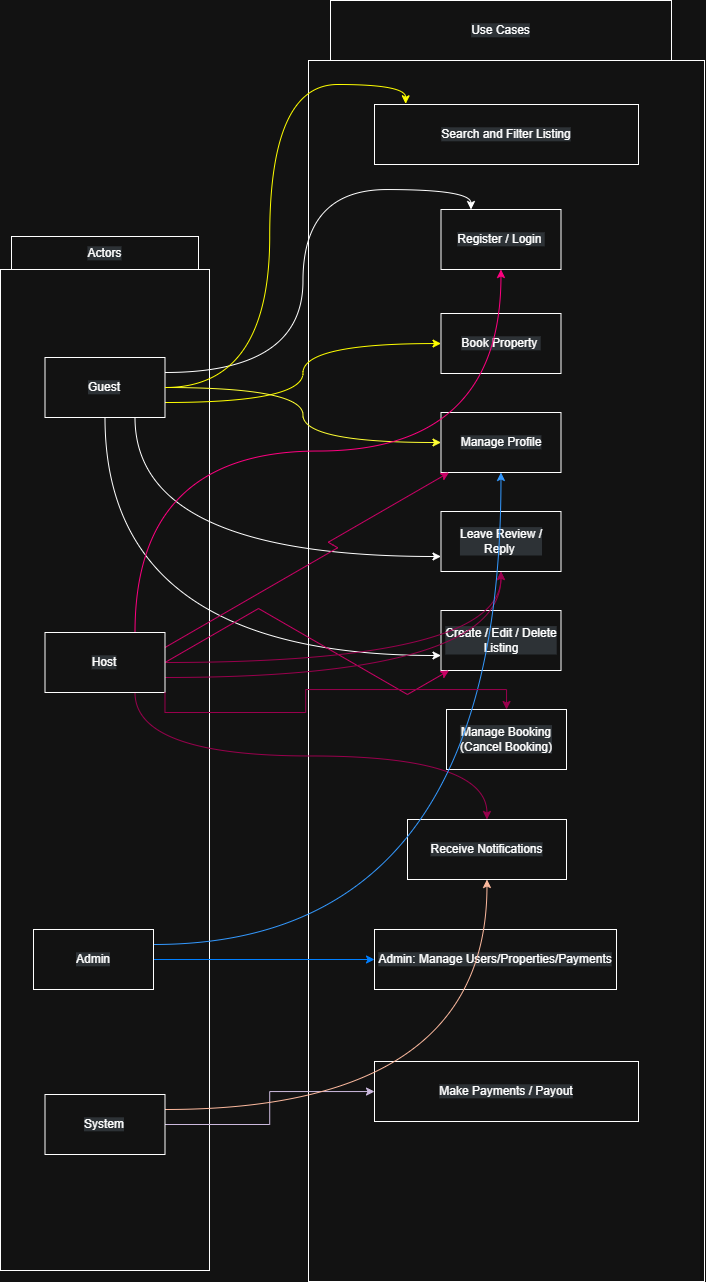 Use Cases
Search and Filter Listing
Register / Login
Actors
Book Property
Guest
Manage Profile
Leave Review /
Reply
Create / Edit / Delete
Listing
Host
Manage Booking
(Cancel Booking)
Receive Notifications
Admin
Admin: Manage Users/Properties/Payments
Make Payments / Payout
System